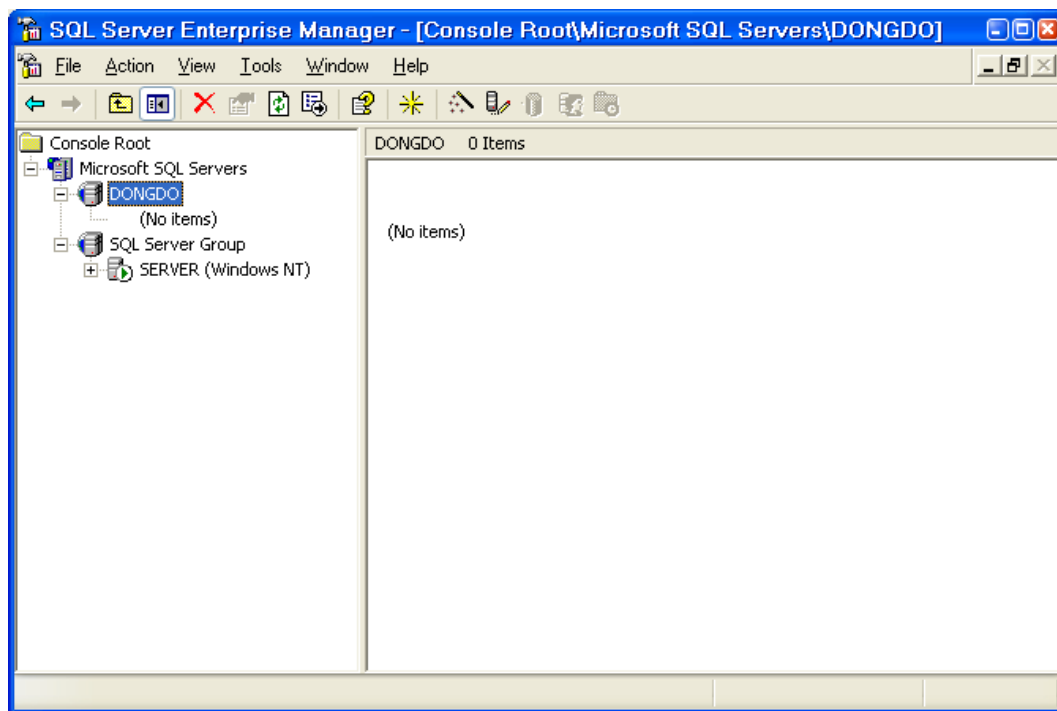 SQL Server Enterprise Manager - [Console Root\Microsoft SQL Servers\DONGDO]
File Action View Tools Window Help
Console Root
DONGDO 0 Items
Microsoft SQL Servers
DONGDO
(No items)
(No items)
SQL Server Group
SERVER (Windows NT)